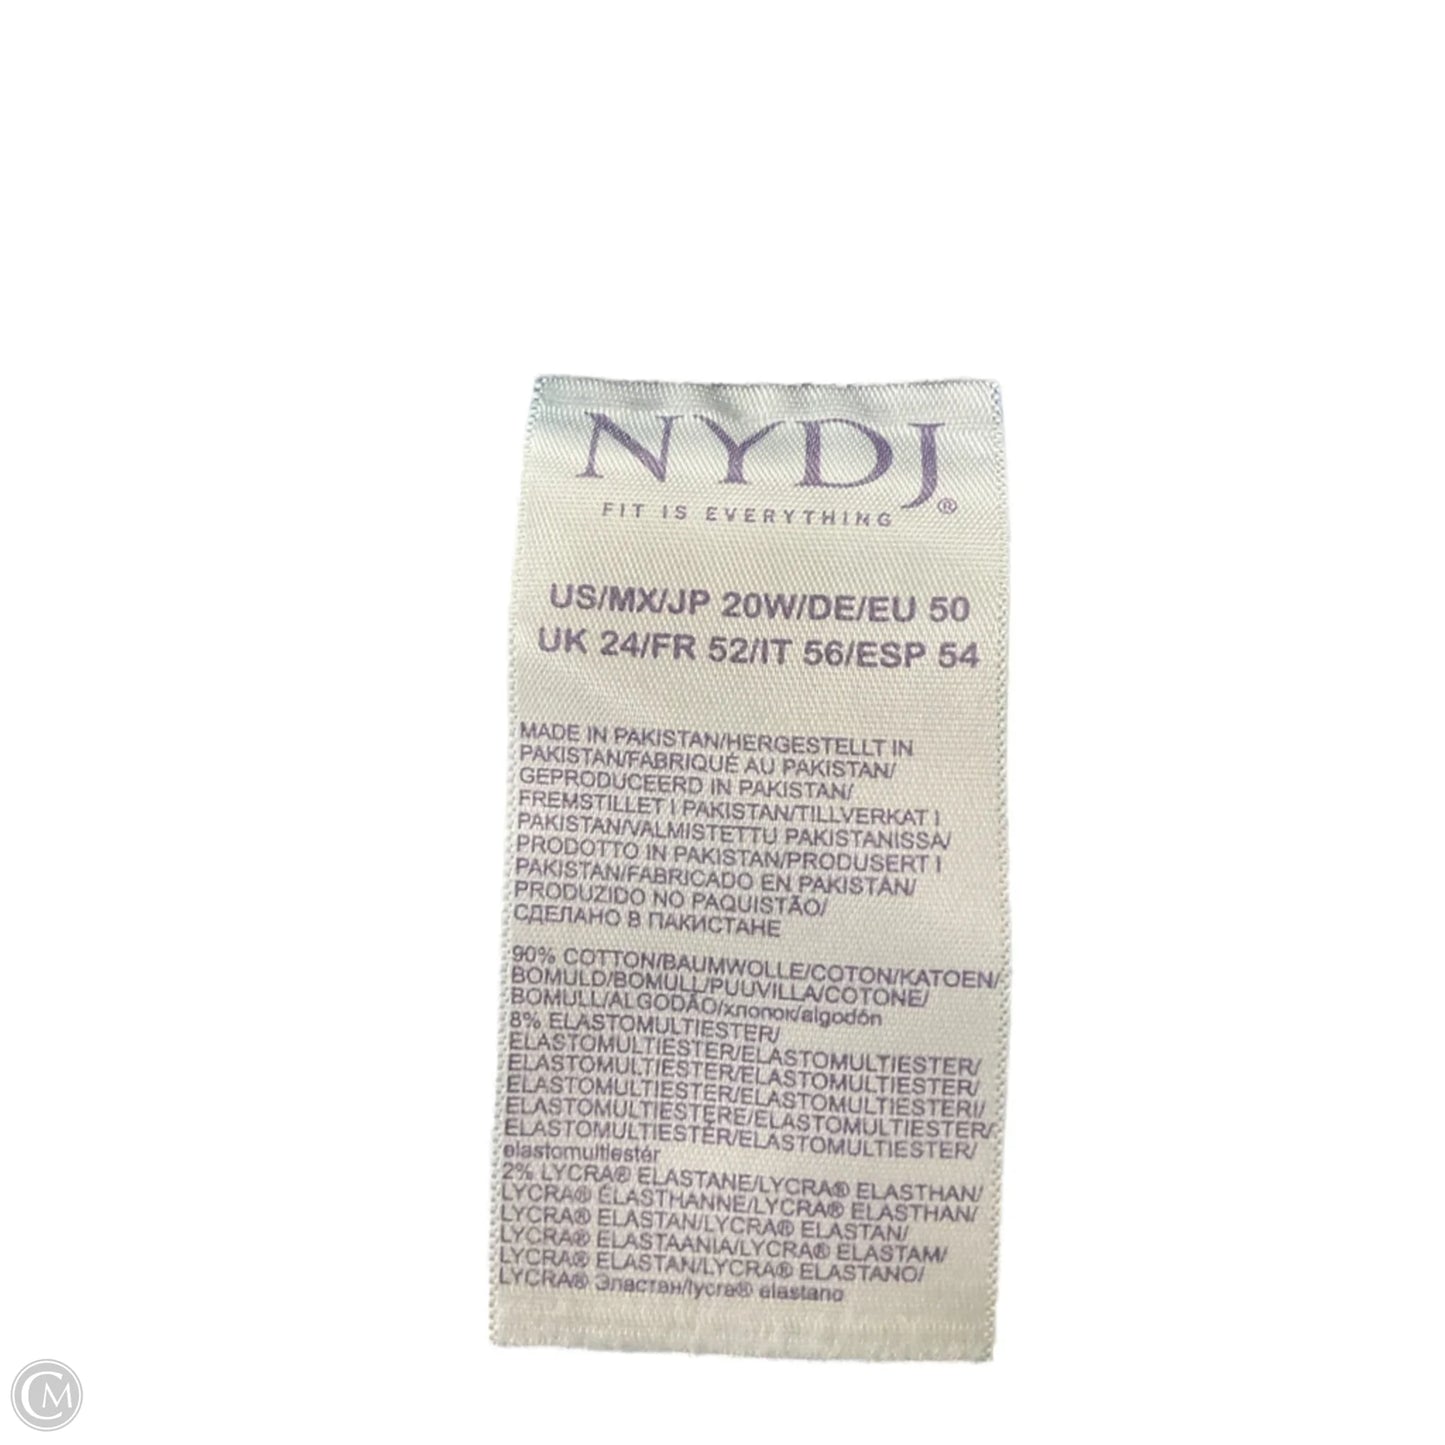 NYDJ®
FIT IS EVERYTHING
US/MX/JP 20W/DE/EU 50
UK 24/FR 52/IT 56/ESP 54
MADE IN PAKISTAN/HERGESTELLT IN
PAKISTAN/FABRIQUÉ AU PAKISTAN/
GEPRODUCEERD IN PAKISTAN/
FREMSTILLET I PAKISTAN/TILLVERKAT I
PAKISTAN/VALMISTETTU PAKISTANISSA/
PRODOTTO IN PAKISTAN/PRODUSERT I
PAKISTAN/FABRICADO EN PAKISTÁN/
PRODUZIDO NO PAQUISTÃO/
СДЕЛАНО В ПАКИСТАНЕ
90% COTTON/BAUMWOLLE/COTON/KATOEN/
BOMULD/BOMULL/PUUVILLA/COTONE/
BOMULL/ALGODÃO/хлопок/algodón
8% ELASTOMULTIESTER/
ELASTOMULTIESTER/ELASTOMULTIESTER/
ELASTOMULTIESTER/ELASTOMULTIESTER/
ELASTOMULTIESTER/ELASTOMULTIESTERI/
ELASTOMULTIESTERE/ELASTOMULTIESTER/
ELASTOMULTIESTÉR/ELASTOMULTIESTER/
elastomultiestér
2% LYCRA® ELASTANE/LYCRA® ELASTHAN/
LYCRA® ÉLASTHANNE/LYCRA® ELASTHAN/
LYCRA® ELASTAN/LYCRA® ELASTAN/
LYCRA® ELASTAANIA/LYCRA® ELASTAM/
LYCRA® ELASTAN/LYCRA® ELASTANO/
LYCRA® Эластан/lycra® elastano
CM